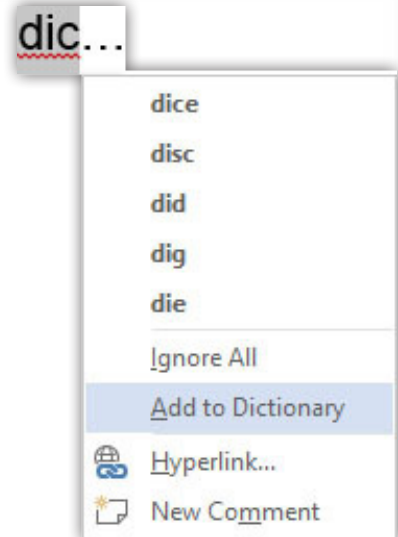 dic...
dice
disc
did
dig
die
Ignore All
Add to Dictionary
Hyperlink...
New Comment